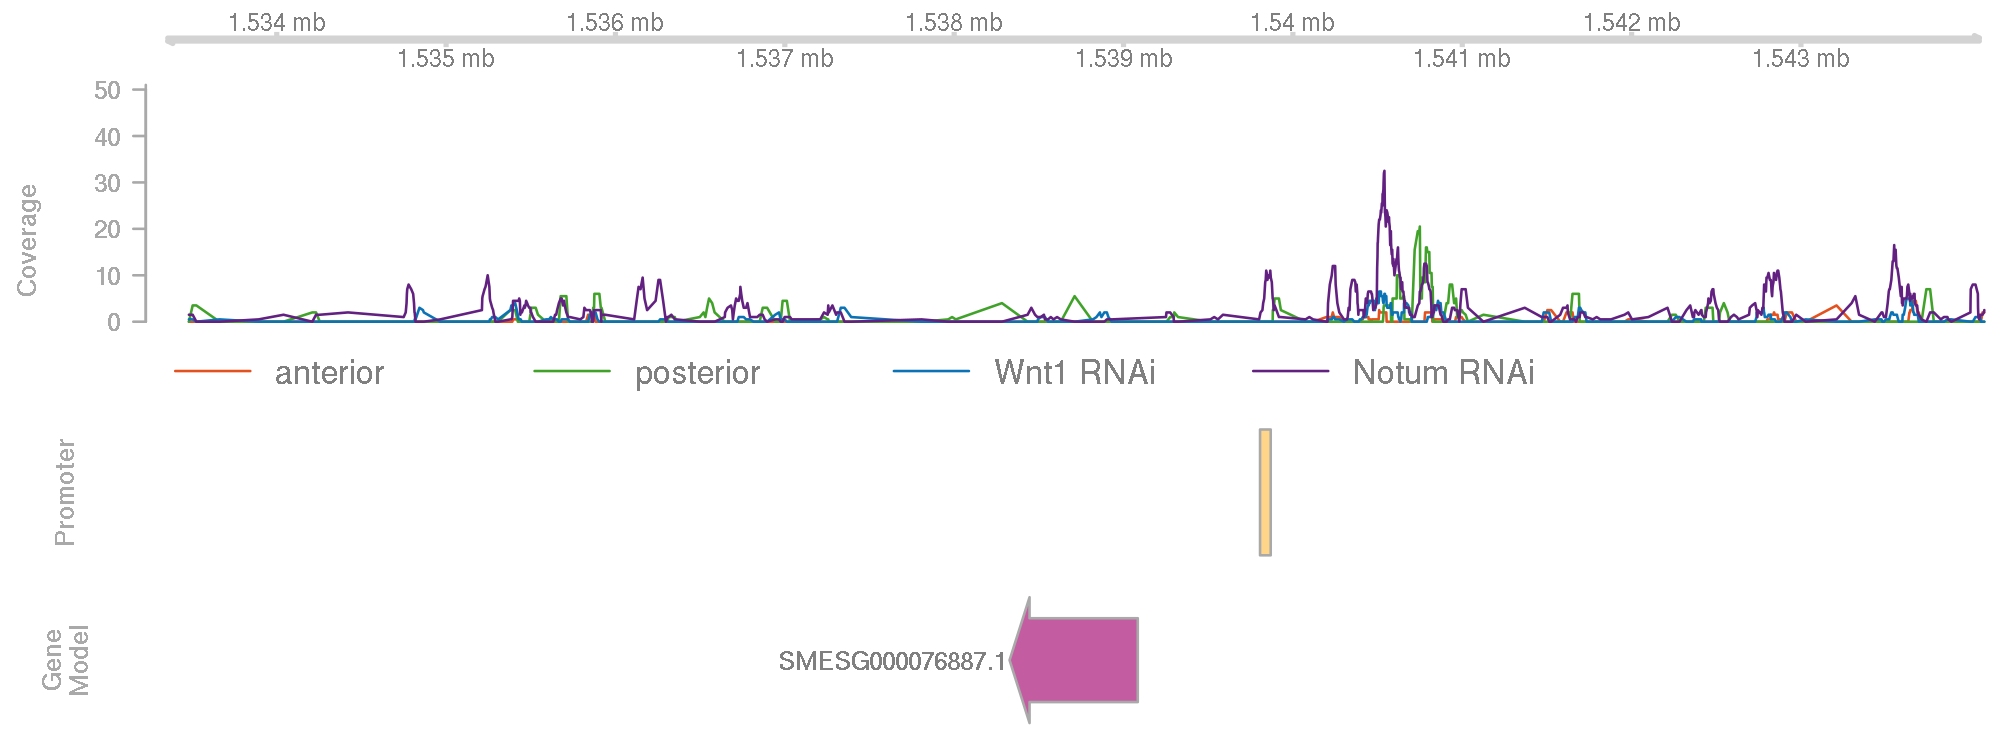 1.534 mb 1.536 mb 1.538 mb 1.54 mb 1.542 mb
1.535 mb 1.537 mb 1.539 mb 1.541 mb 1.543 mb
50
40
30
20
10
0
Coverage
anterior posterior Wnt1 RNAi Notum RNAi
Promoter
Gene
Model
SMESG000076887.1